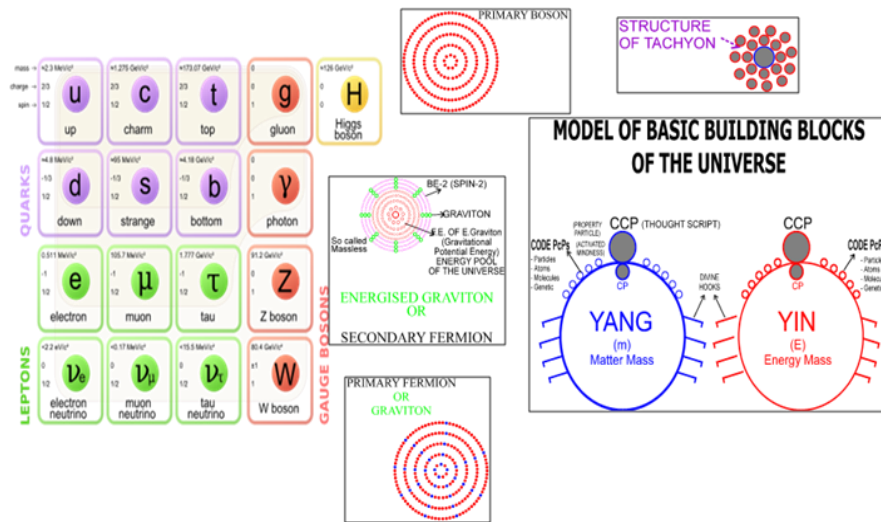 mass → ≈2.3 MeV/c² ≈1.275 GeV/c² ≈173.07 GeV/c² 0 ≈126 GeV/c²
charge → 2/3 2/3 2/3 0 0
spin → 1/2 1/2 1/2 1 0
u c t g H
up charm top gluon Higgs
boson
≈4.8 MeV/c² ≈95 MeV/c² ≈4.18 GeV/c² 0
-1/3 -1/3 -1/3 0
1/2 1/2 1/2 1
d s b γ
down strange bottom photon
QUARKS
0.511 MeV/c² 105.7 MeV/c² 1.777 GeV/c² 91.2 GeV/c²
-1 -1 -1 0
1/2 1/2 1/2 1
e μ τ Z
electron muon tau Z boson
<2.2 eV/c² <0.17 MeV/c² <15.5 MeV/c² 80.4 GeV/c²
0 0 0 ±1
1/2 1/2 1/2 1
νe νμ ντ W
electron muon tau W boson
neutrino neutrino neutrino
LEPTONS
GAUGE BOSONS
PRIMARY BOSON
BE-2 (SPIN-2)
GRAVITON
So called
Massless
OF E.Graviton
(Gravitational
Potential Energy)
ENERGY POOL
OF THE UNIVERSE
ENERGISED GRAVITON
OR
SECONDARY FERMION
PRIMARY FERMION
OR
GRAVITON
STRUCTURE
OF TACHYON
MODEL OF BASIC BUILDING BLOCKS
OF THE UNIVERSE
CCP (THOUGHT SCRIPT) CCP
(PROPERTY
PARTICLE)
(ACTIVATED
MINDNESS)
CODE PcPs
- Particles
- Atoms
- Molecules
- Genetic
CP
YANG
(m)
Matter Mass
DIVINE
HOOKS
CP
YIN
(E)
Energy Mass
CODE
- Atoms